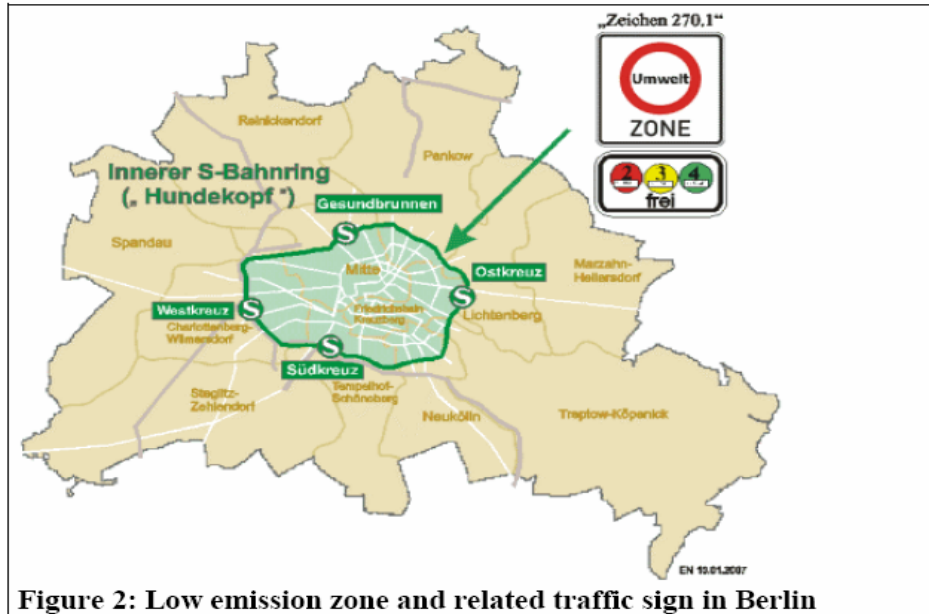 „Zeichen 270.1“
Umwelt
ZONE
2 3 4
frei
Reinickendorf
Pankow
Innerer S-Bahnring
(„ Hundekopf “)
Gesundbrunnen
S
Spandau
Mitte
Ostkreuz
Marzahn-
Hellersdorf
S
Westkreuz
S
Friedrichshain
Kreuzberg
Lichtenberg
Charlottenberg-
Wilmersdorf
S
Südkreuz
Steglitz-
Zehlendorf
Tempelhof-
Schöneberg
Neukölln
Treptow-Köpenick
EN 19.01.2007
Figure 2: Low emission zone and related traffic sign in Berlin